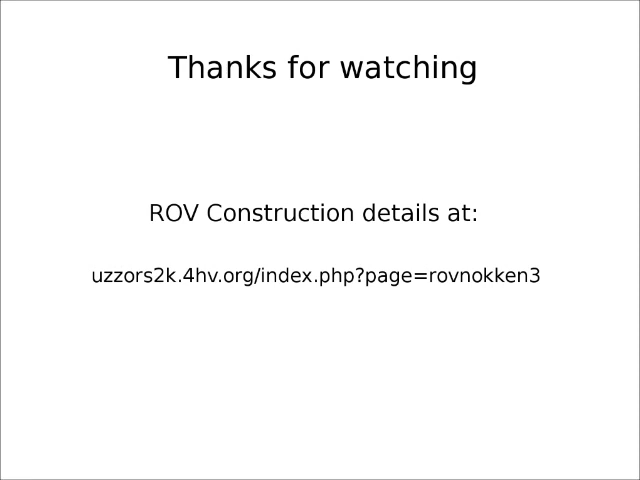 Thanks for watching
ROV Construction details at:
uzzors2k.4hv.org/index.php?page=rovnokken3